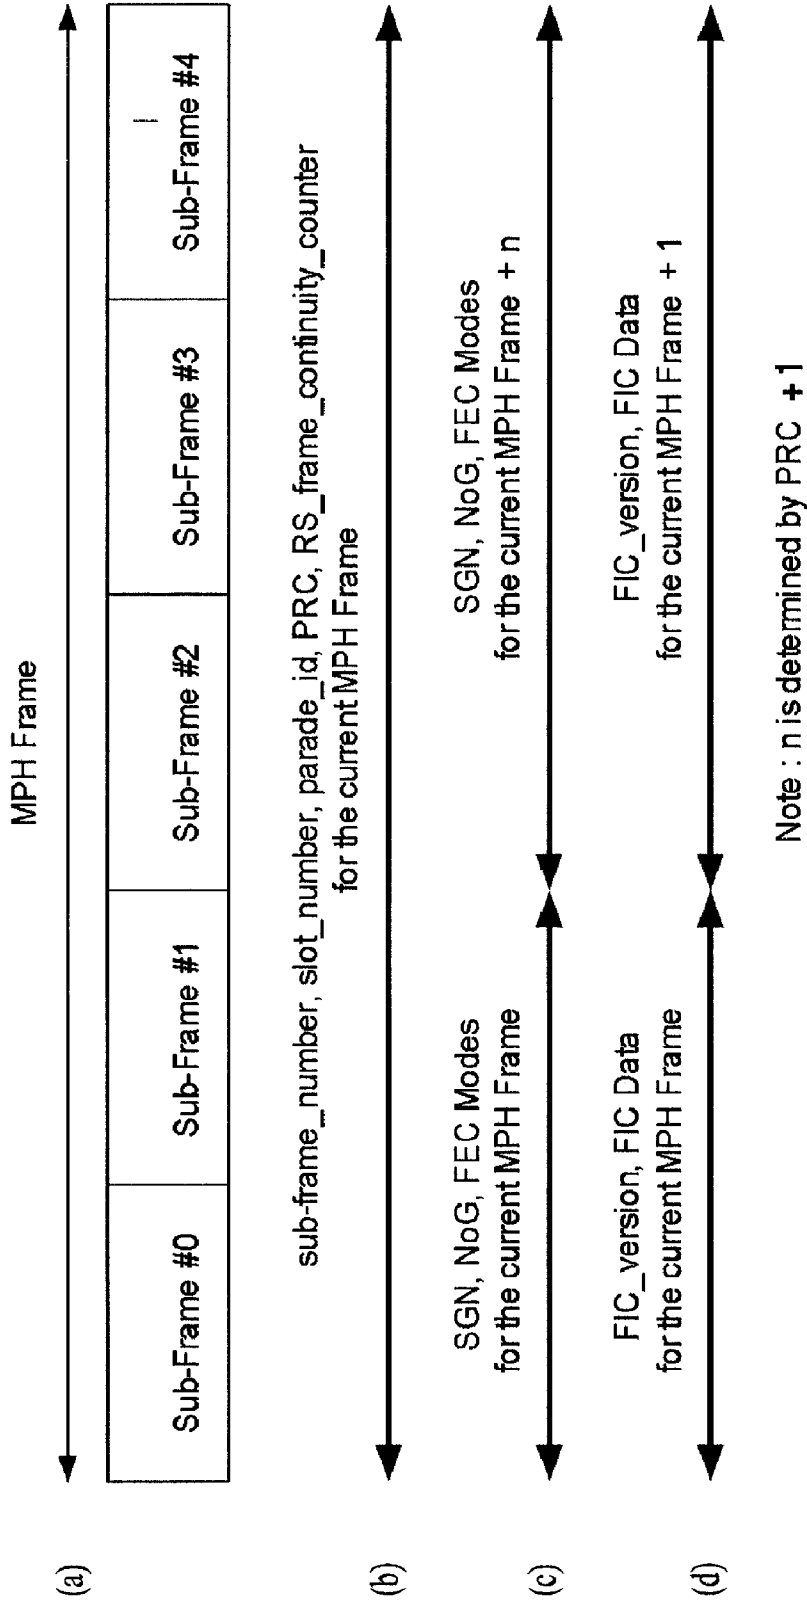 MPH Frame
(a)
Sub-Frame #0 Sub-Frame #1 Sub-Frame #2 Sub-Frame #3 Sub-Frame #4
sub-frame_number, slot_number, parade_id, PRC, RS_frame_continuity_counter
for the current MPH Frame
(b)
SGN, NoG, FEC Modes
for the current MPH Frame
SGN, NoG, FEC Modes
for the current MPH Frame + n
(c)
FIC_version, FIC Data
for the current MPH Frame
FIC_version, FIC Data
for the current MPH Frame + 1
(d)
Note : n is determined by PRC + 1